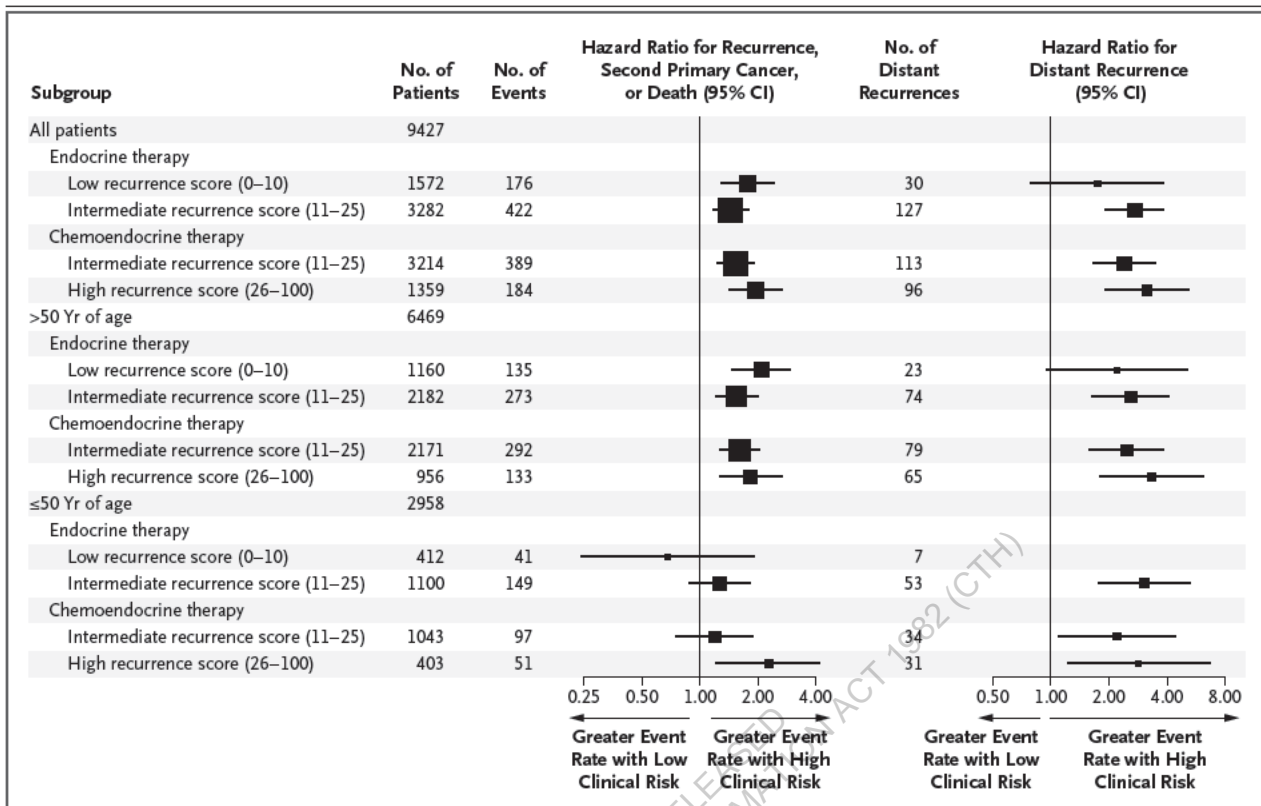 Hazard Ratio for Recurrence, Second Primary Cancer, or Death (95% CI)
Hazard Ratio for Distant Recurrence (95% CI)
Subgroup No. of Patients No. of Events No. of Distant Recurrences
All patients 9427
Endocrine therapy
Low recurrence score (0–10) 1572 176 30
Intermediate recurrence score (11–25) 3282 422 127
Chemoendocrine therapy
Intermediate recurrence score (11–25) 3214 389 113
High recurrence score (26–100) 1359 184 96
>50 Yr of age 6469
Endocrine therapy
Low recurrence score (0–10) 1160 135 23
Intermediate recurrence score (11–25) 2182 273 74
Chemoendocrine therapy
Intermediate recurrence score (11–25) 2171 292 79
High recurrence score (26–100) 956 133 65
≤50 Yr of age 2958
Endocrine therapy
Low recurrence score (0–10) 412 41 7
Intermediate recurrence score (11–25) 1100 149 53
Chemoendocrine therapy
Intermediate recurrence score (11–25) 1043 97 34
High recurrence score (26–100) 403 51 31
0.25 0.50 1.00 2.00 4.00 0.50 1.00 2.00 4.00 8.00
Greater Event Rate with Low Clinical Risk
Greater Event Rate with High Clinical Risk
Greater Event Rate with Low Clinical Risk
Greater Event Rate with High Clinical Risk
ACT 1982 (CTH)